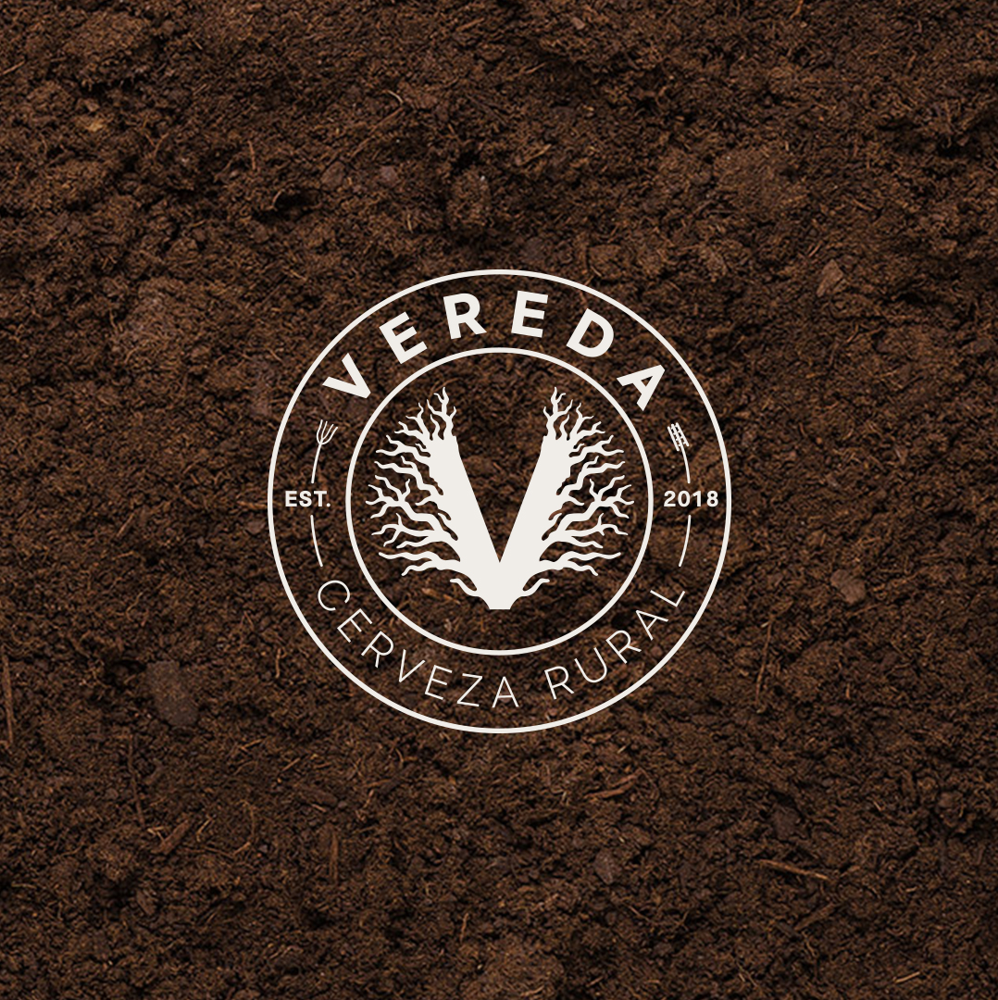 VEREDA
EST.
2018
CERVEZA RURAL